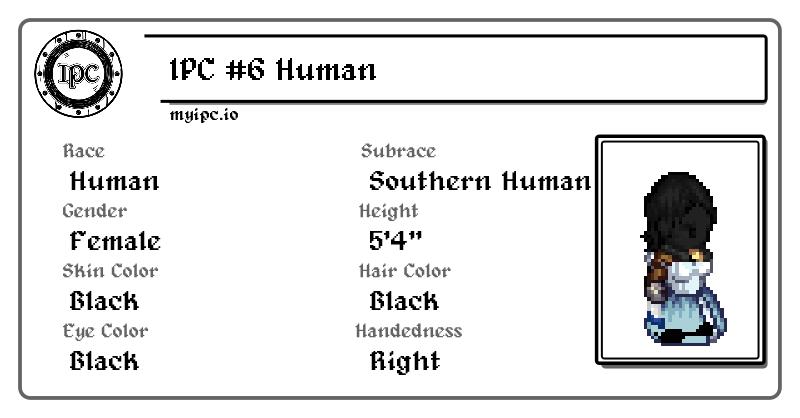 IPC
IPC #6 Human
myipc.io
Race
Human
Subrace
Southern Human
Gender
Female
Height
5'4"
Skin Color
Black
Hair Color
Black
Eye Color
Black
Handedness
Right